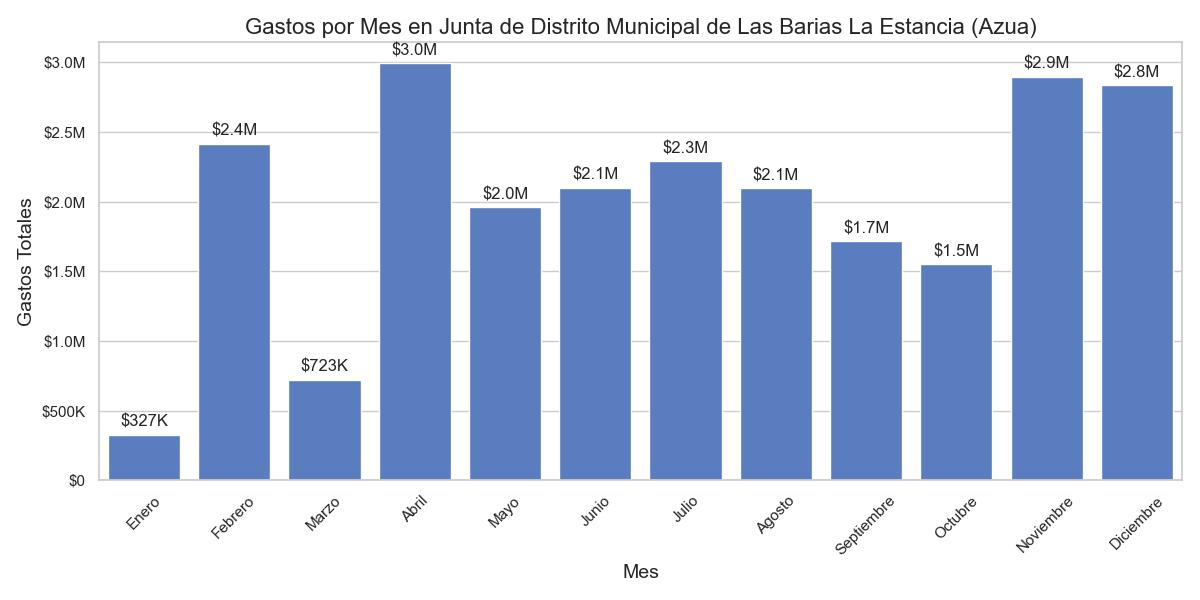 Gastos por Mes en Junta de Distrito Municipal de Las Barias La Estancia (Azua)
Gastos Totales
$3.0M
$2.5M
$2.0M
$1.5M
$1.0M
$500K
$0
$327K
$2.4M
$723K
$3.0M
$2.0M
$2.1M
$2.3M
$2.1M
$1.7M
$1.5M
$2.9M
$2.8M
Enero
Febrero
Marzo
Abril
Mayo
Junio
Julio
Agosto
Septiembre
Octubre
Noviembre
Diciembre
Mes